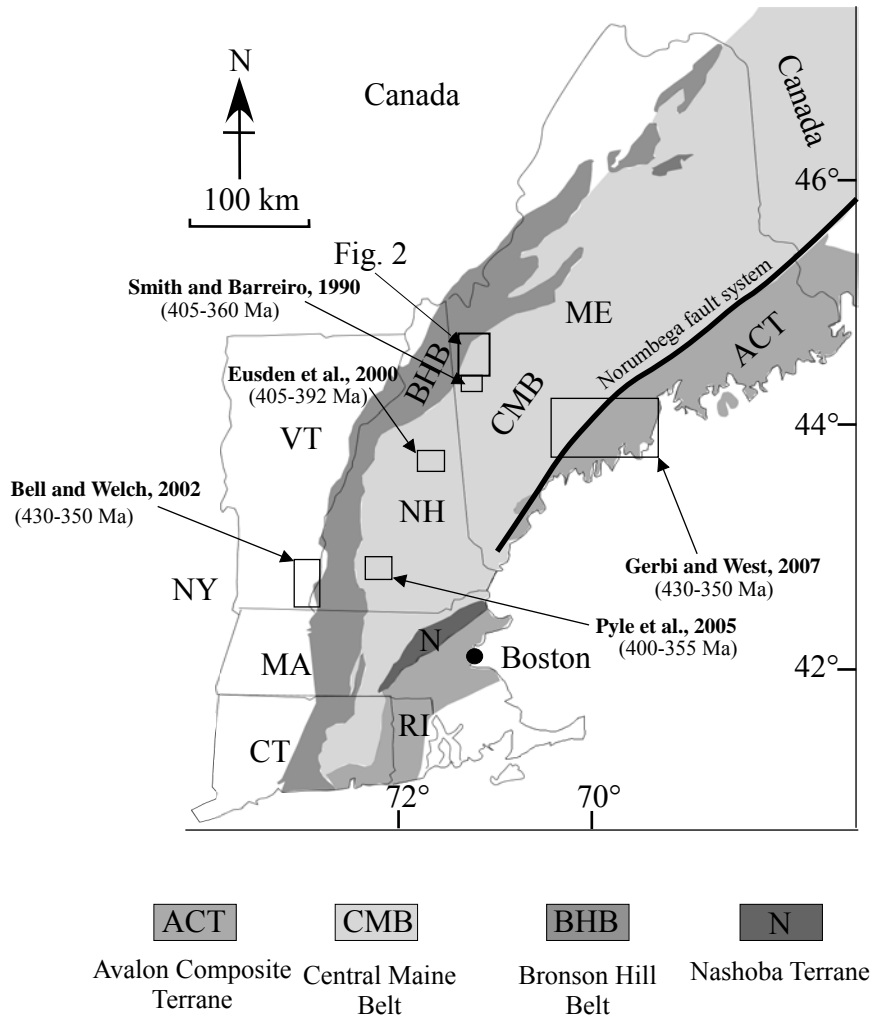 N
Canada
Canada
100 km
46°
Fig. 2
Smith and Barreiro, 1990
(405-360 Ma)
ME
Norumbega fault system
ACT
BHB
Eusden et al., 2000
(405-392 Ma)
CMB
VT
44°
Bell and Welch, 2002
(430-350 Ma)
NH
NY
Gerbi and West, 2007
(430-350 Ma)
Pyle et al., 2005
(400-355 Ma)
N
MA
Boston
42°
RI
CT
72°
70°
ACT
CMB
BHB
N
Avalon Composite
Terrane
Central Maine
Belt
Bronson Hill
Belt
Nashoba Terrane